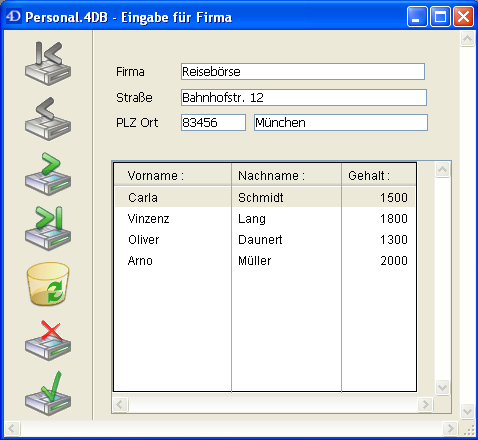 Personal.4DB - Eingabe für Firma
Firma Reisebörse
Straße Bahnhofstr. 12
PLZ Ort 83456 München
Vorname : Nachname : Gehalt :
Carla Schmidt 1500
Vinzenz Lang 1800
Oliver Daunert 1300
Arno Müller 2000